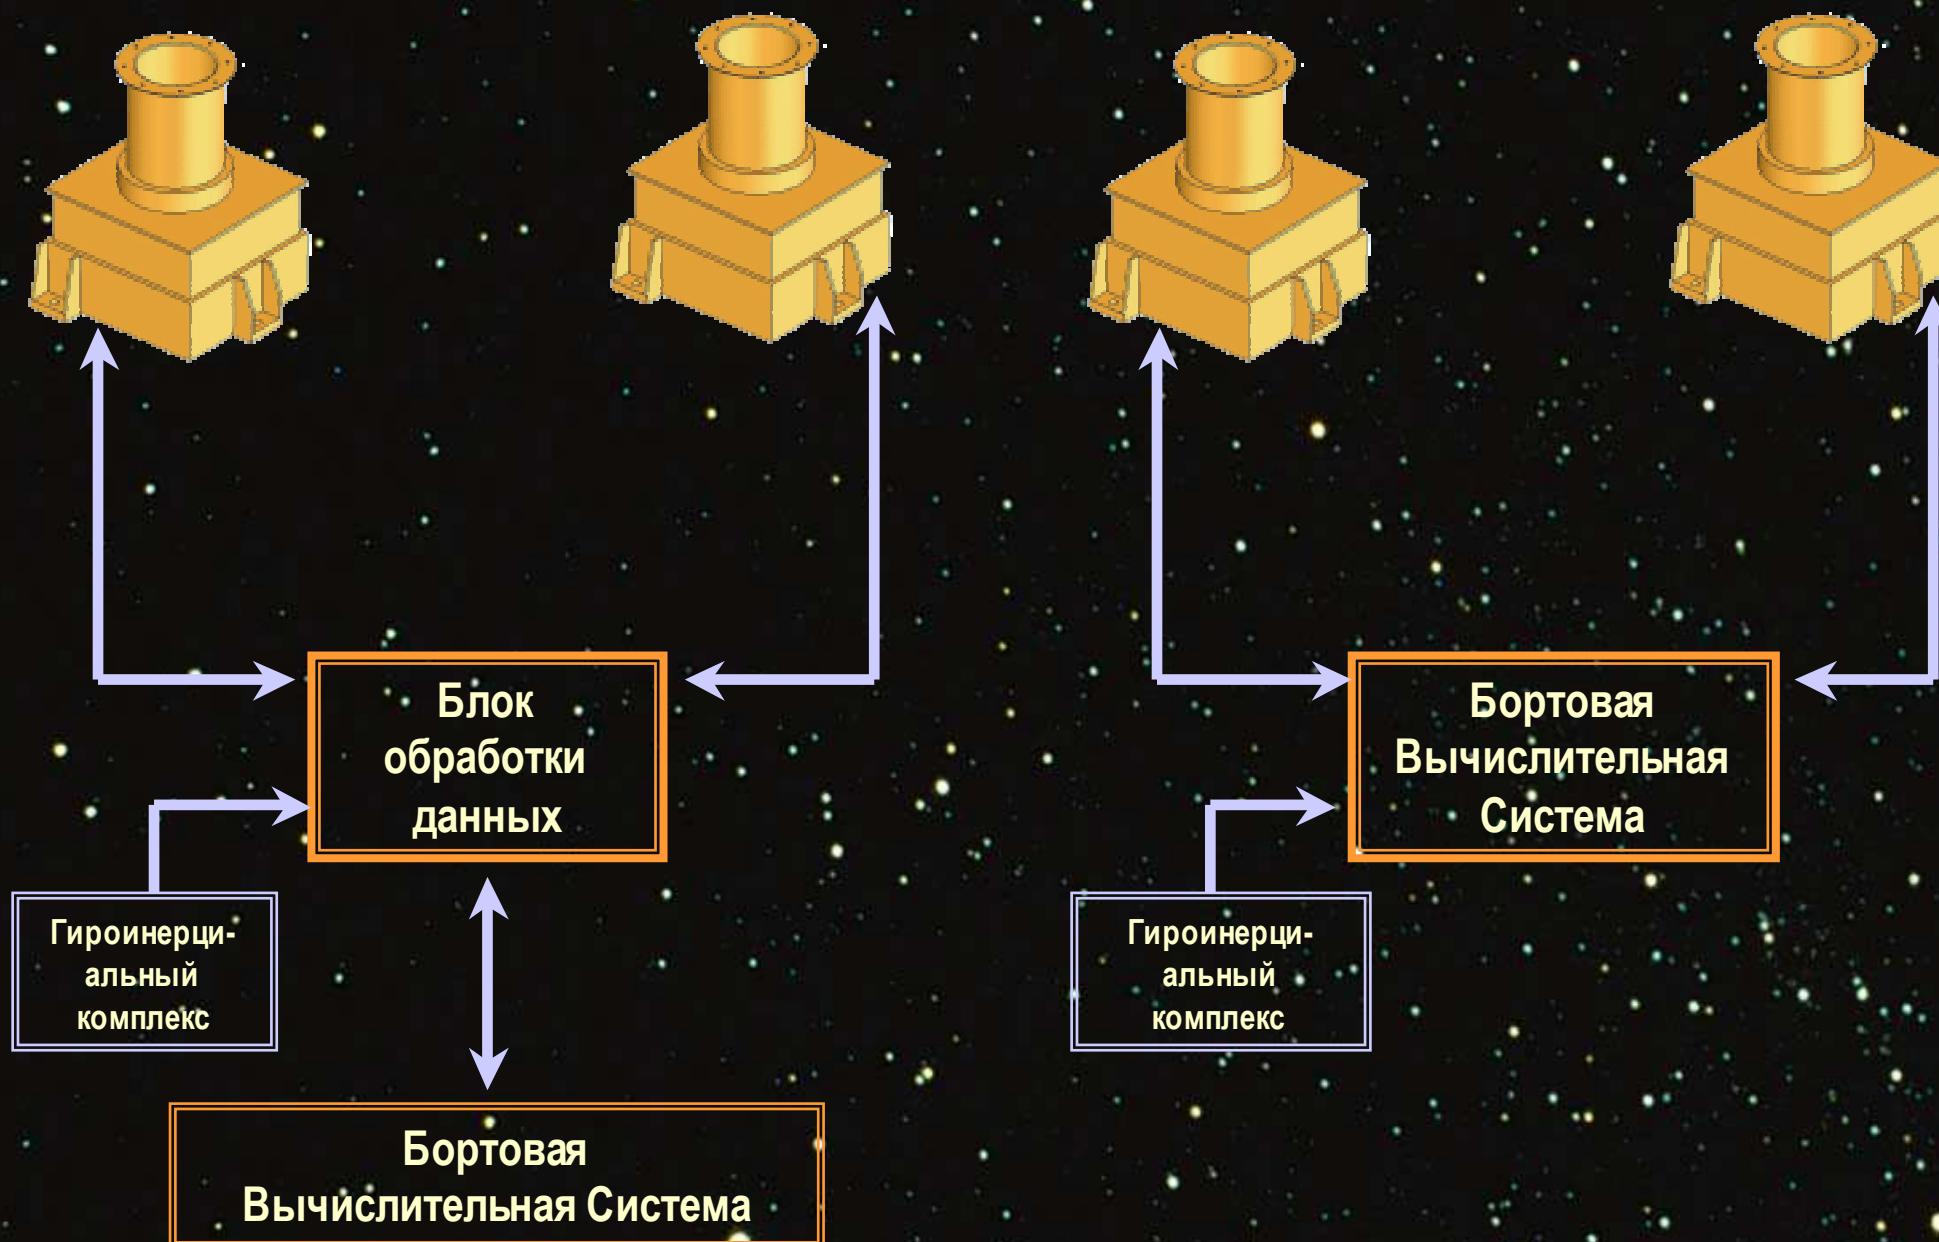 Блок
обработки
данных
Бортовая
Вычислительная
Система
Гироинерци-
альный
комплекс
Гироинерци-
альный
комплекс
Бортовая
Вычислительная Система